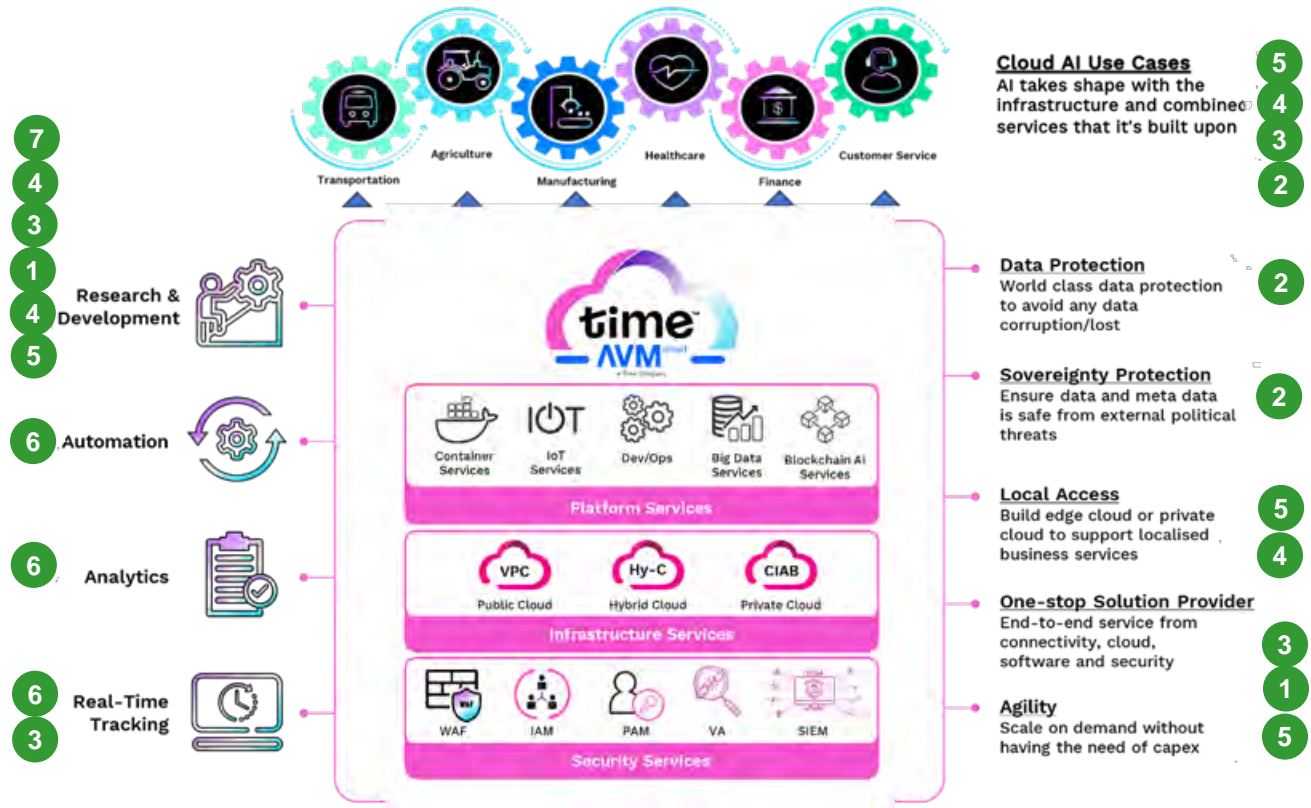 Cloud AI Use Cases
AI takes shape with the
infrastructure and combined
services that it's built upon
5
4
3
2
Transportation
Agriculture
Manufacturing
Healthcare
Finance
Customer Service
7
4
3
1
4
5
Research &
Development
6
Automation
6
Analytics
6
3
Real-Time
Tracking
time™
AVM cloud
a Time Company
Container
Services
IOT
IoT
Services
Dev/Ops
Big Data
Services
Blockchain AI
Services
Platform Services
VPC
Public Cloud
Hy-C
Hybrid Cloud
CIAB
Private Cloud
Infrastructure Services
WAF
WAF
IAM
PAM
VA
SIEM
Security Services
Data Protection
World class data protection
to avoid any data
corruption/lost
2
Sovereignty Protection
Ensure data and meta data
is safe from external political
threats
2
Local Access
Build edge cloud or private
cloud to support localised
business services
5
4
One-stop Solution Provider
End-to-end service from
connectivity, cloud,
software and security
3
1
Agility
Scale on demand without
having the need of capex
5